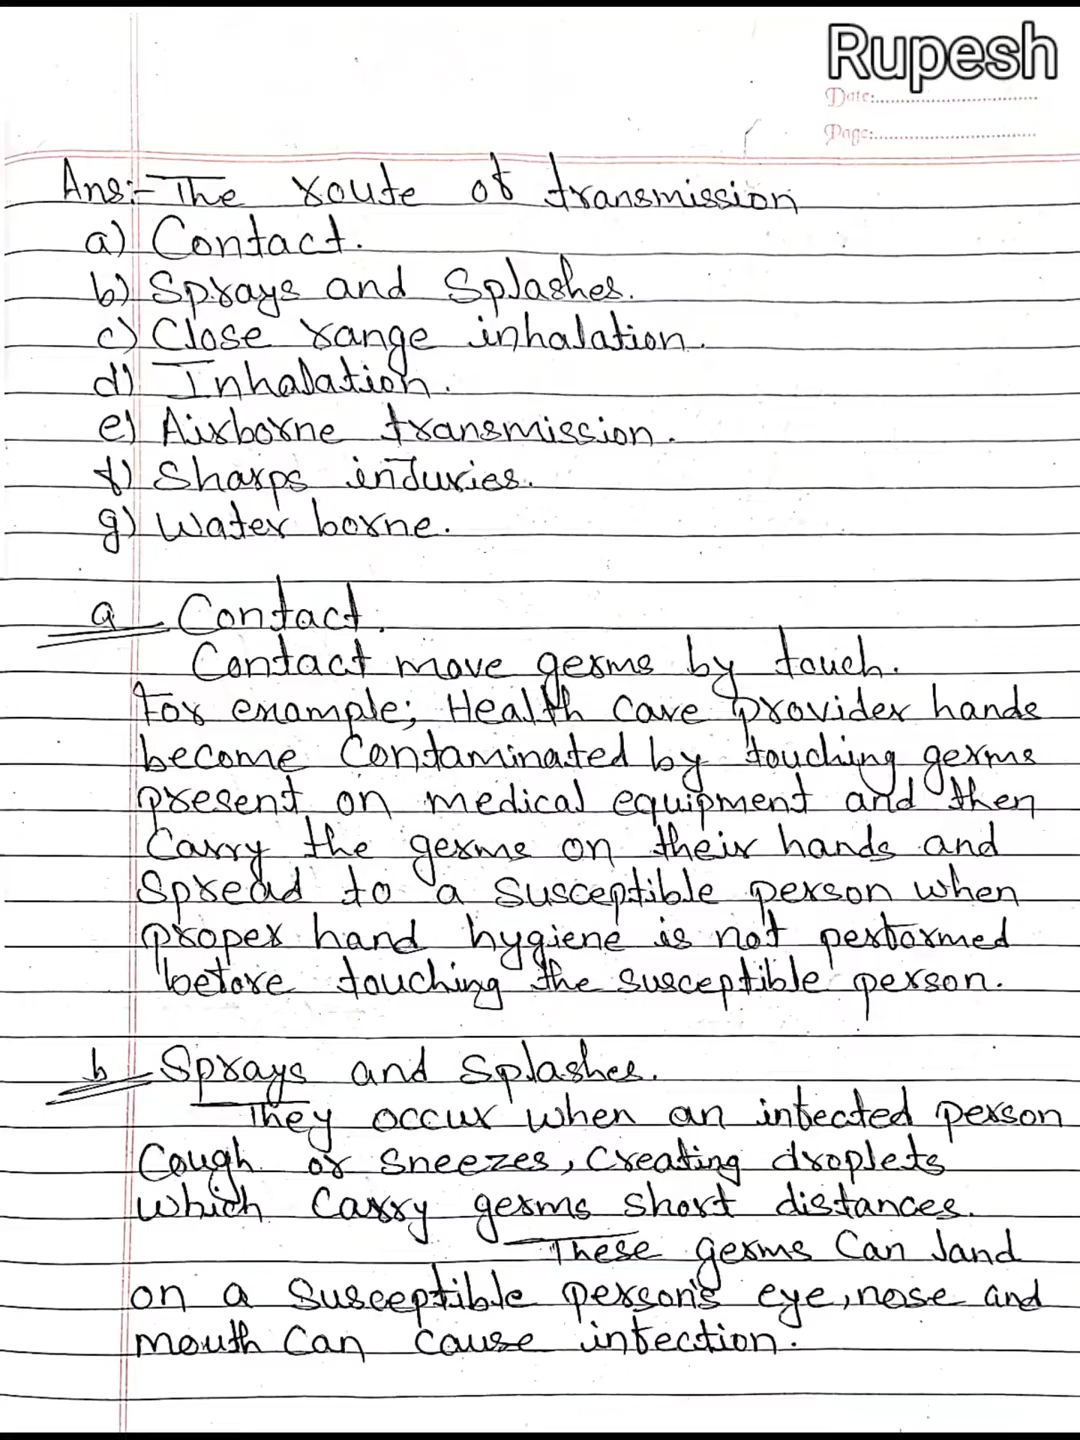 Rupesh
Date:
Page:
Ans:- The route of transmission
a) Contact.
b) Sprays and Splashes.
c) Close range inhalation.
d) Inhalation.
e) Airborne transmission.
f) Sharps injuries.
g) Water borne.
a Contact.
Contact move germs by touch.
For example; Health care provider hands
become contaminated by touching germs
present on medical equipment and then
carry the germs on their hands and
spread to a susceptible person when
proper hand hygiene is not performed
before touching the susceptible person.
b Sprays and Splashes.
They occur when an infected person
Cough or sneezes, creating droplets
which carry germs short distances.
These germs can land
on a susceptible person's eye, nose and
mouth can cause infection.